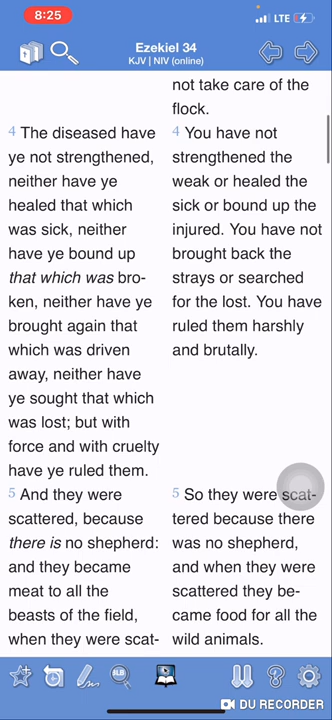 8:25
LTE
Ezekiel 34
KJV | NIV (online)
not take care of the
flock.
4 The diseased have
ye not strengthened,
neither have ye
healed that which
was sick, neither
have ye bound up
that which was bro-
ken, neither have ye
brought again that
which was driven
away, neither have
ye sought that which
was lost; but with
force and with cruelty
have ye ruled them.
4 You have not
strengthened the
weak or healed the
sick or bound up the
injured. You have not
brought back the
strays or searched
for the lost. You have
ruled them harshly
and brutally.
5 And they were
scattered, because
there is no shepherd:
and they became
meat to all the
beasts of the field,
when they were scat-
5 So they were scat-
tered because there
was no shepherd,
and when they were
scattered they be-
came food for all the
wild animals.
SLB
DU RECORDER